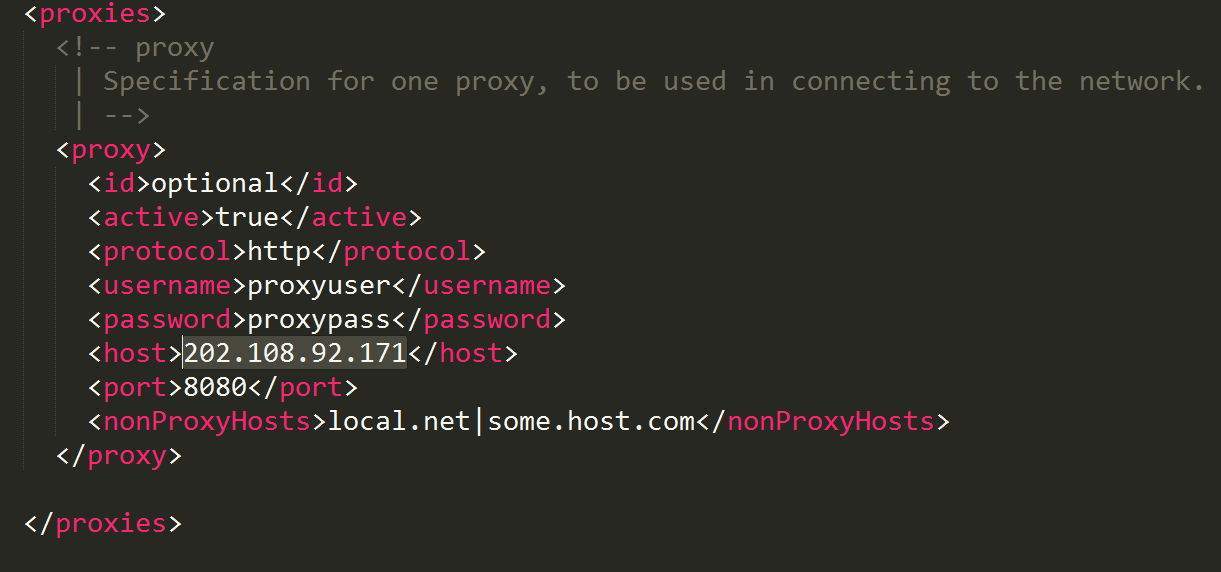 <proxies>
<!-- proxy
| Specification for one proxy, to be used in connecting to the network.
| -->
<proxy>
<id>optional</id>
<active>true</active>
<protocol>http</protocol>
<username>proxyuser</username>
<password>proxypass</password>
<host>202.108.92.171</host>
<port>8080</port>
<nonProxyHosts>local.net|some.host.com</nonProxyHosts>
</proxy>
</proxies>